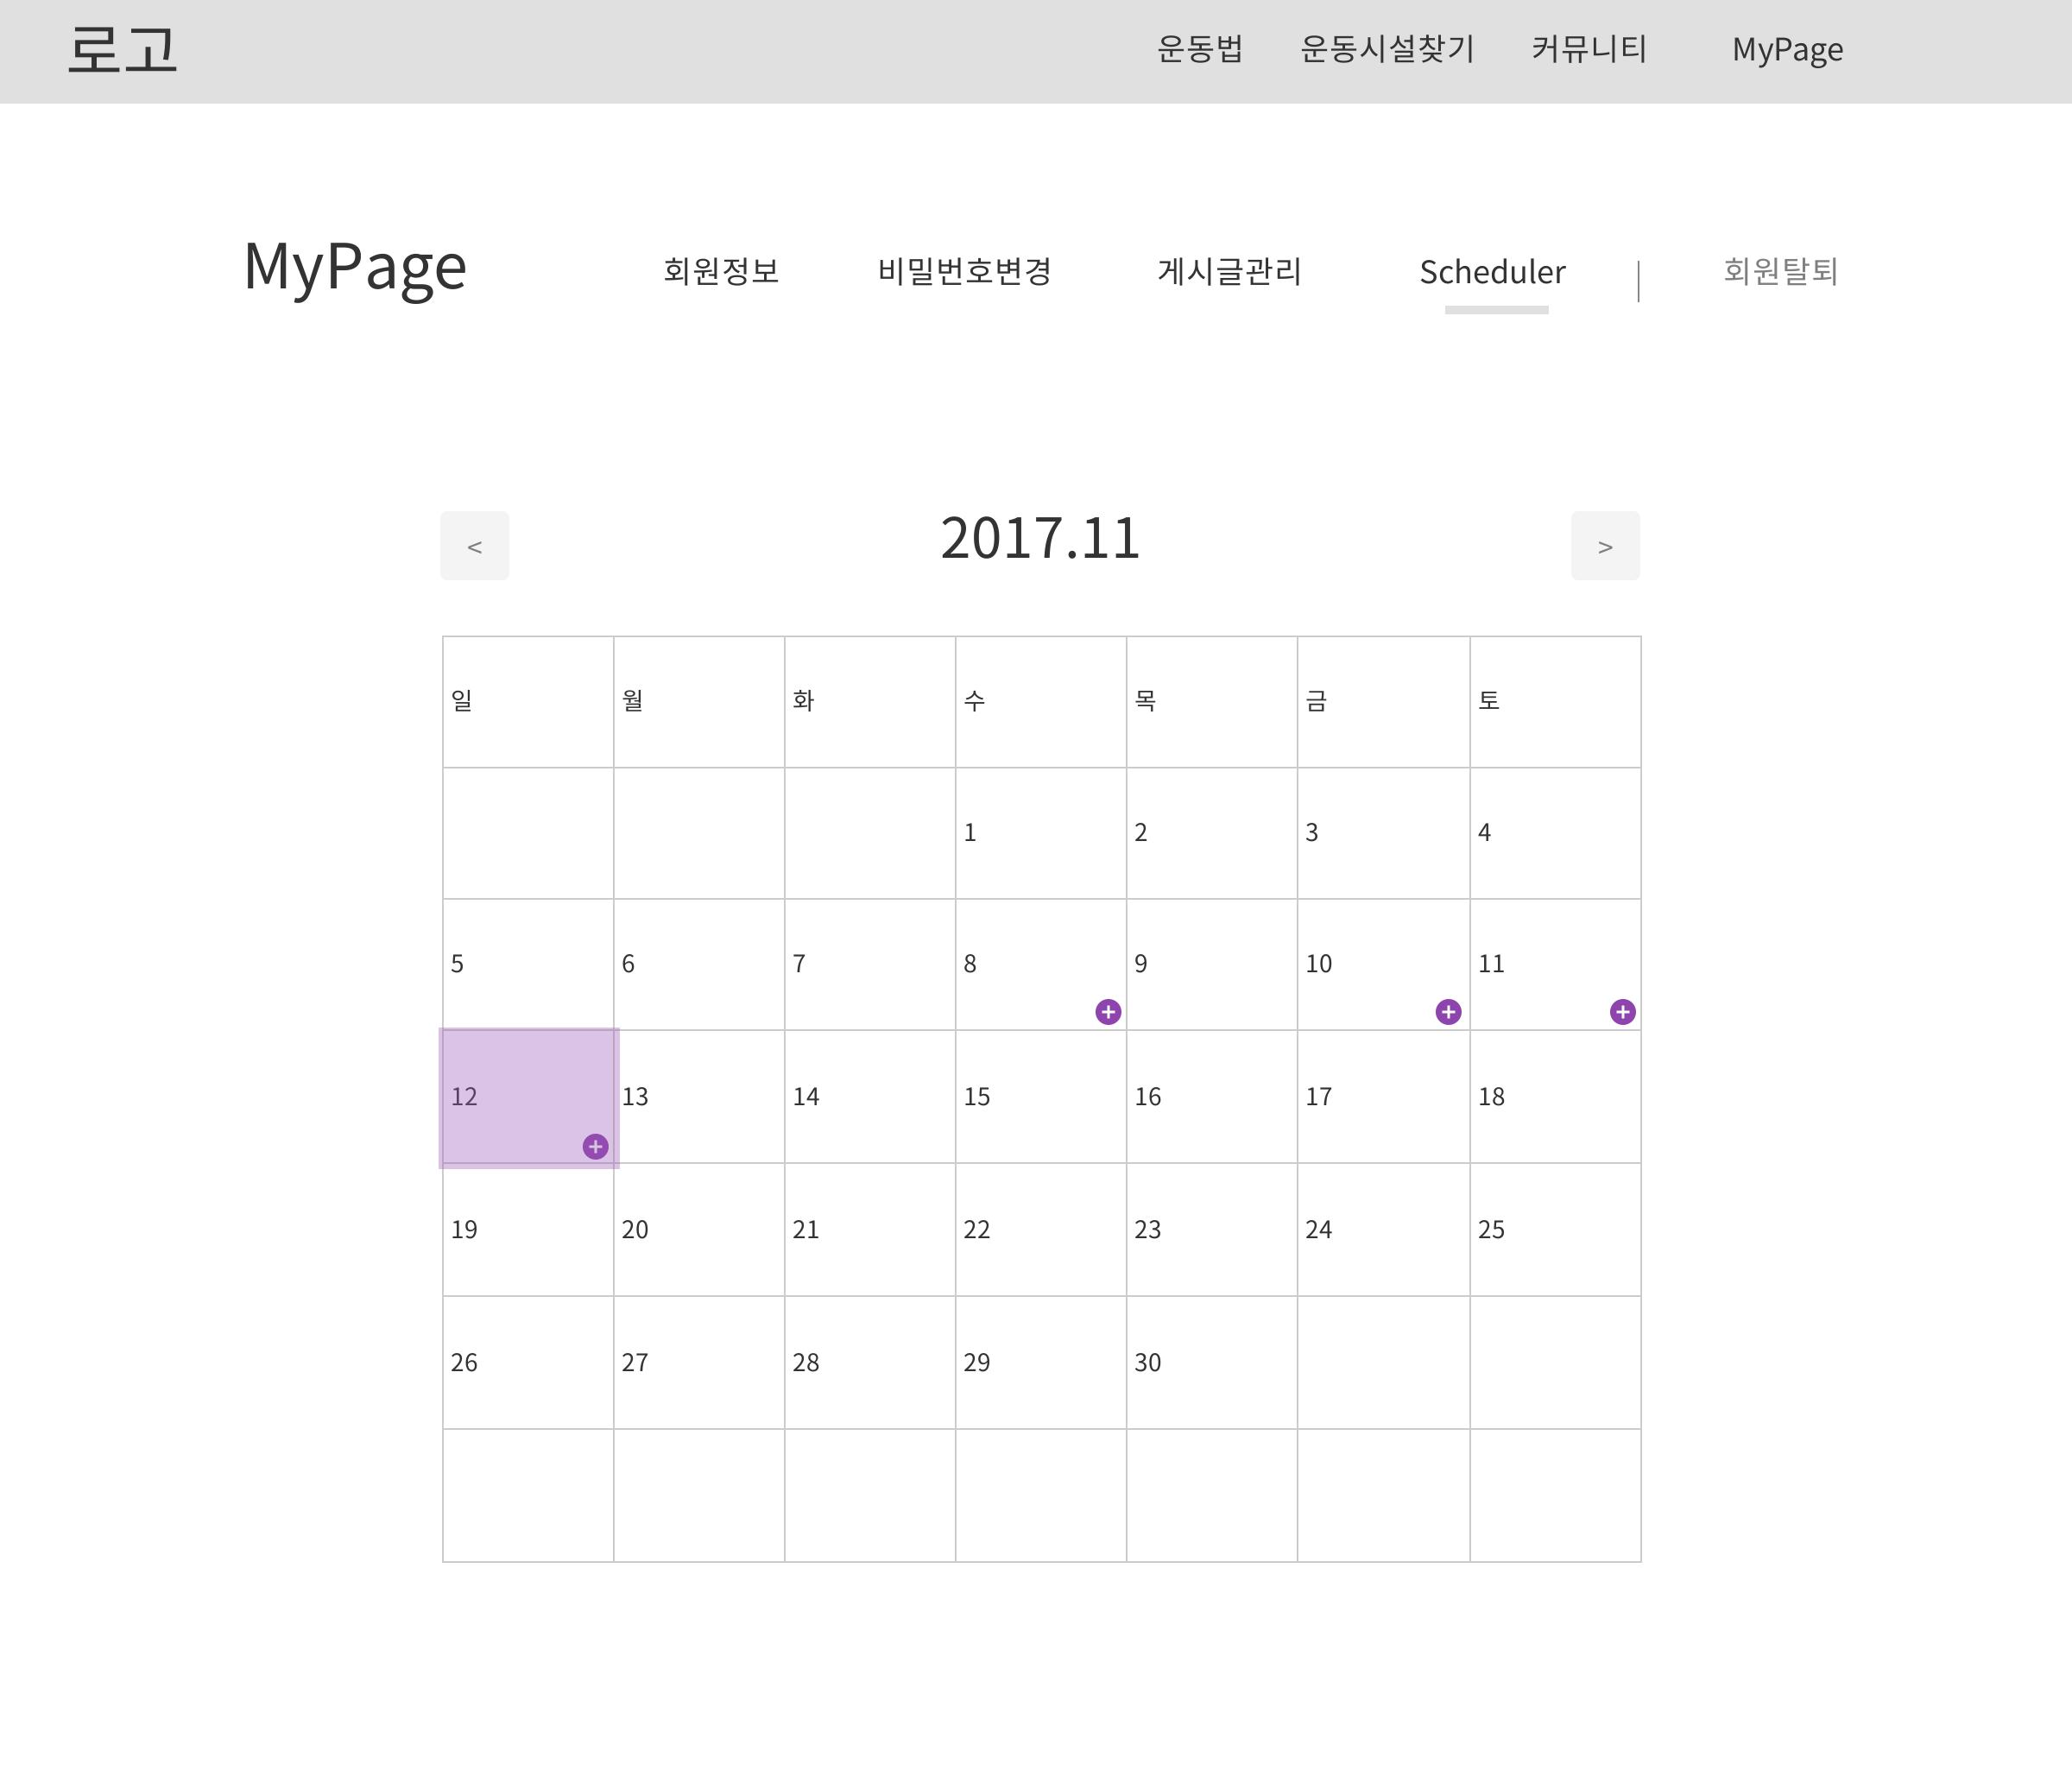 로고 운동법 운동시설찾기 커뮤니티 MyPage
MyPage 회원정보 비밀번호변경 게시글관리 Scheduler | 회원탈퇴
< 2017.11 >
일 월 화 수 목 금 토
1 2 3 4
5 6 7 8 9 10 11
+ + +
12 13 14 15 16 17 18
+
19 20 21 22 23 24 25
26 27 28 29 30